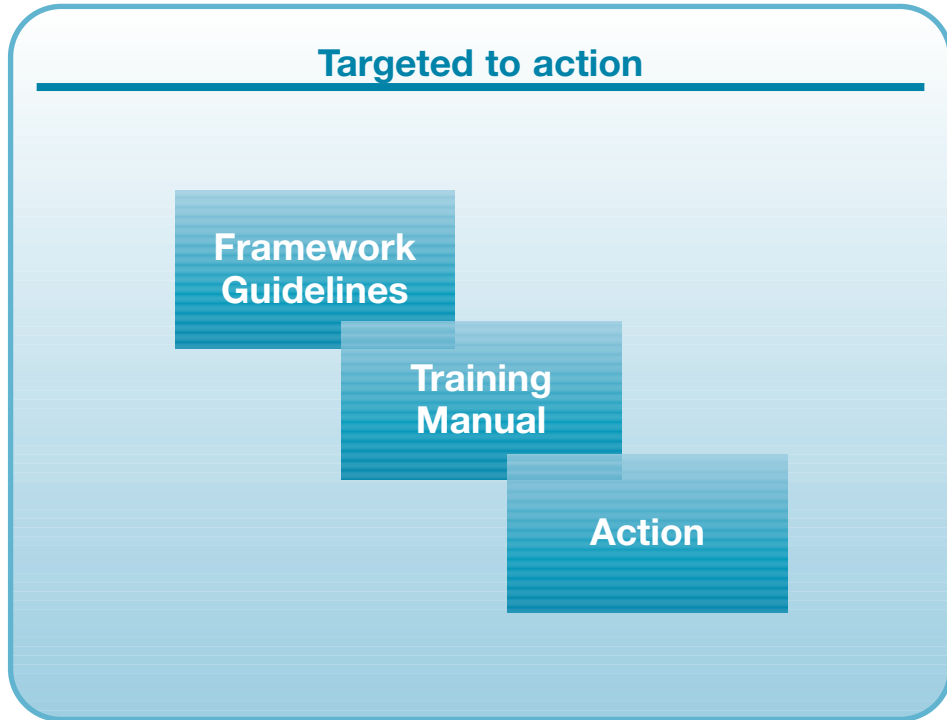 Targeted to action
Framework
Guidelines
Training
Manual
Action